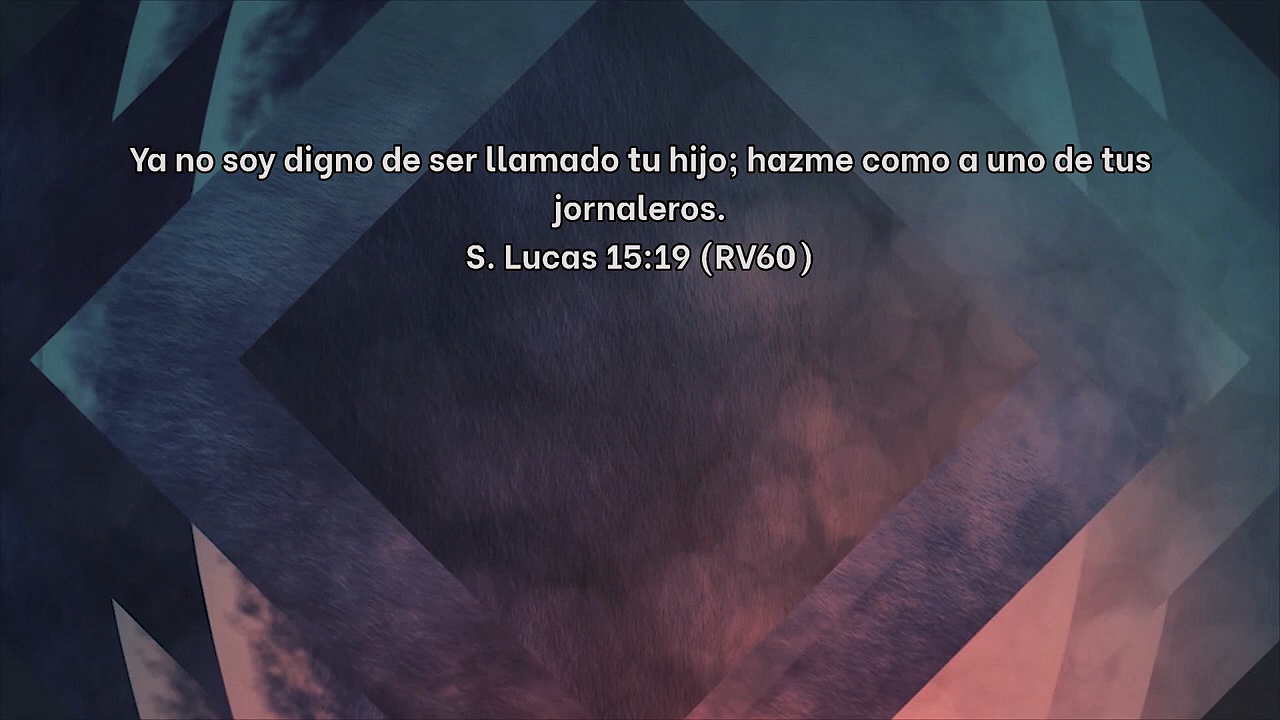 Ya no soy digno de ser llamado tu hijo; hazme como a uno de tus
jornaleros.
S. Lucas 15:19 (RV60)